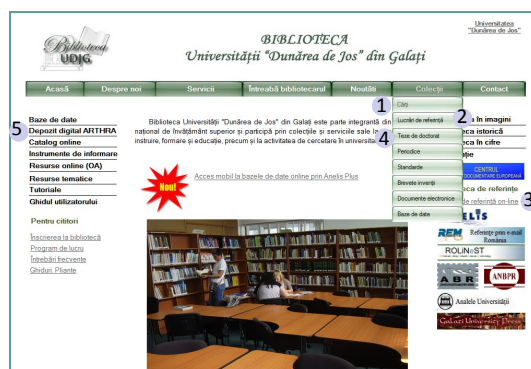 Universitatea
"Dunărea de Jos"
Biblioteca
UDJG
BIBLIOTECA
Universităţii "Dunărea de Jos" din Galaţi
Acasă Despre noi Servicii Întreabă bibliotecarul Noutăti Colecţii Contact
1 Cărţi
Lucrări de referinţă 2
4 Teze de doctorat
Periodice
Standarde
Brevete invenţii
Documente electronice
Baze de date
Baze de date
5 Depozit digital ARTHRA
Catalog online
Instrumente de informare
Resurse online (OA)
Resurse tematice
Tutoriale
Ghidul utilizatorului
Pentru cititori
Înscrierea la bibliotecă
Program de lucru
Întrebări frecvente
Ghiduri. Pliante
Biblioteca Universităţii "Dunărea de Jos" din Galaţi este parte integrantă din
naţional de învăţământ superior şi participă prin colecţiile şi serviciile sale la
instruire, formare şi educaţie, precum şi la activitatea de cercetare în
Nou!
Acces mobil la bazele de date online prin Anelis Plus
în imagini
istorică
în cifre
CENTRUL
DOCUMENTARE EUROPEANĂ
de referinţe
de referinţă on-line 3
REM Referinţe prin e-mail
România
ROLiNeST
ABR ANBPR
Analele Universităţii
Galati University Press